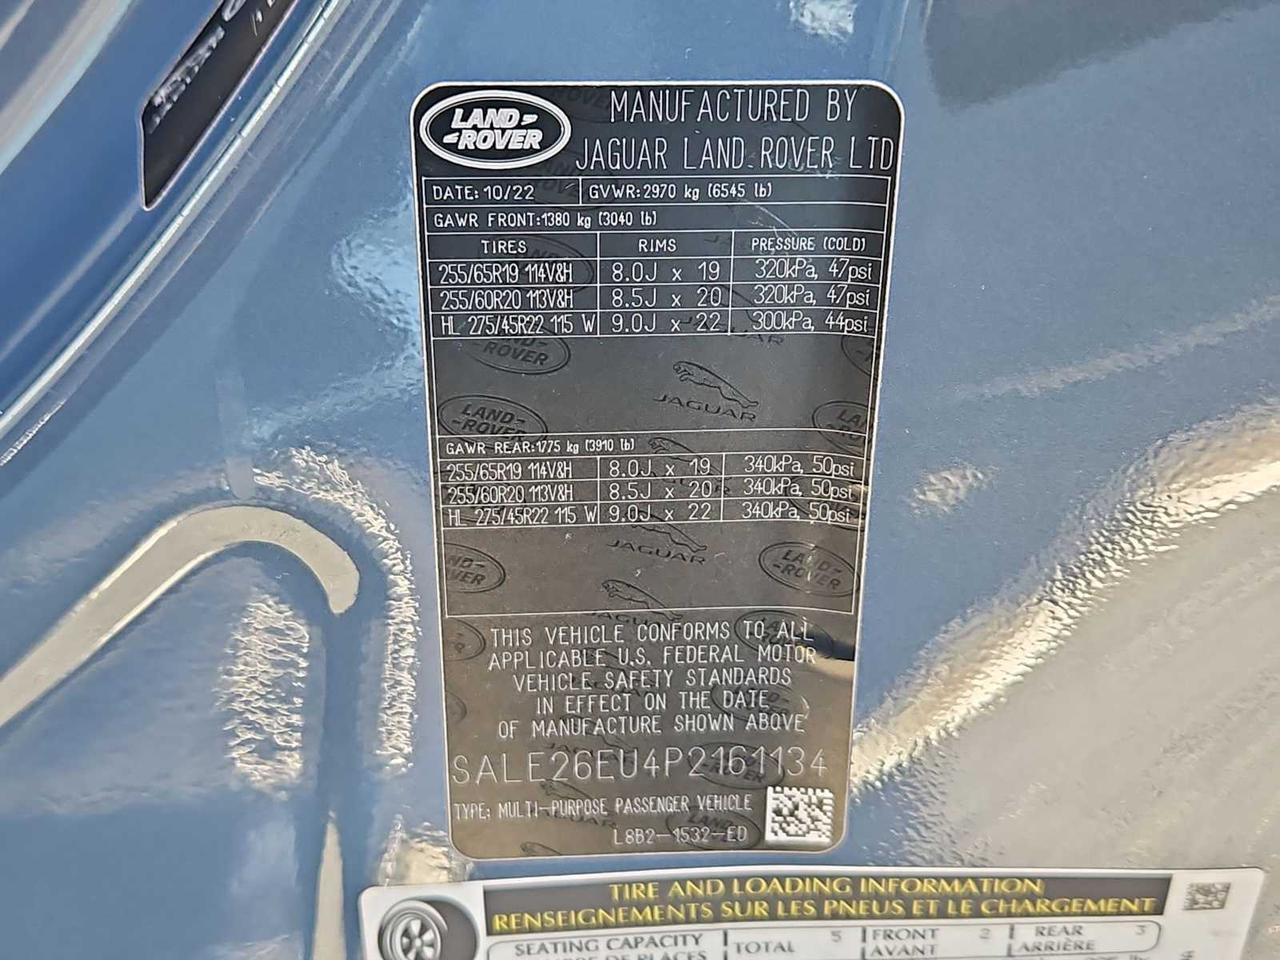 LAND-
-ROVER
MANUFACTURED BY
JAGUAR LAND ROVER LTD
DATE: 10/22 GVWR: 2970 kg (6545 lb)
GAWR FRONT:1380 kg (3040 lb)
TIRES RIMS PRESSURE (COLD)
255/65R19 114V&H 8.0J x 19 320kPa, 47psi
255/60R20 113V&H 8.5J x 20 320kPa, 47psi
HL 275/45R22 115 W 9.0J x 22 300kPa, 44psi
GAWR REAR:1775 kg (3910 lb)
255/65R19 114V&H 8.0J x 19 340kPa, 50psi
255/60R20 113V&H 8.5J x 20 340kPa, 50psi
HL 275/45R22 115 W 9.0J x 22 340kPa, 50psi
THIS VEHICLE CONFORMS TO ALL
APPLICABLE U.S. FEDERAL MOTOR
VEHICLE SAFETY STANDARDS
IN EFFECT ON THE DATE
OF MANUFACTURE SHOWN ABOVE
SALE26EU4P2161134
TYPE: MULTI-PURPOSE PASSENGER VEHICLE
L8B2-1532-ED
TIRE AND LOADING INFORMATION
RENSEIGNEMENTS SUR LES PNEUS ET LE CHARGEMENT
SEATING CAPACITY TOTAL 5 FRONT 2 REAR 3
DE PLACES AVANT ARRIÈRE